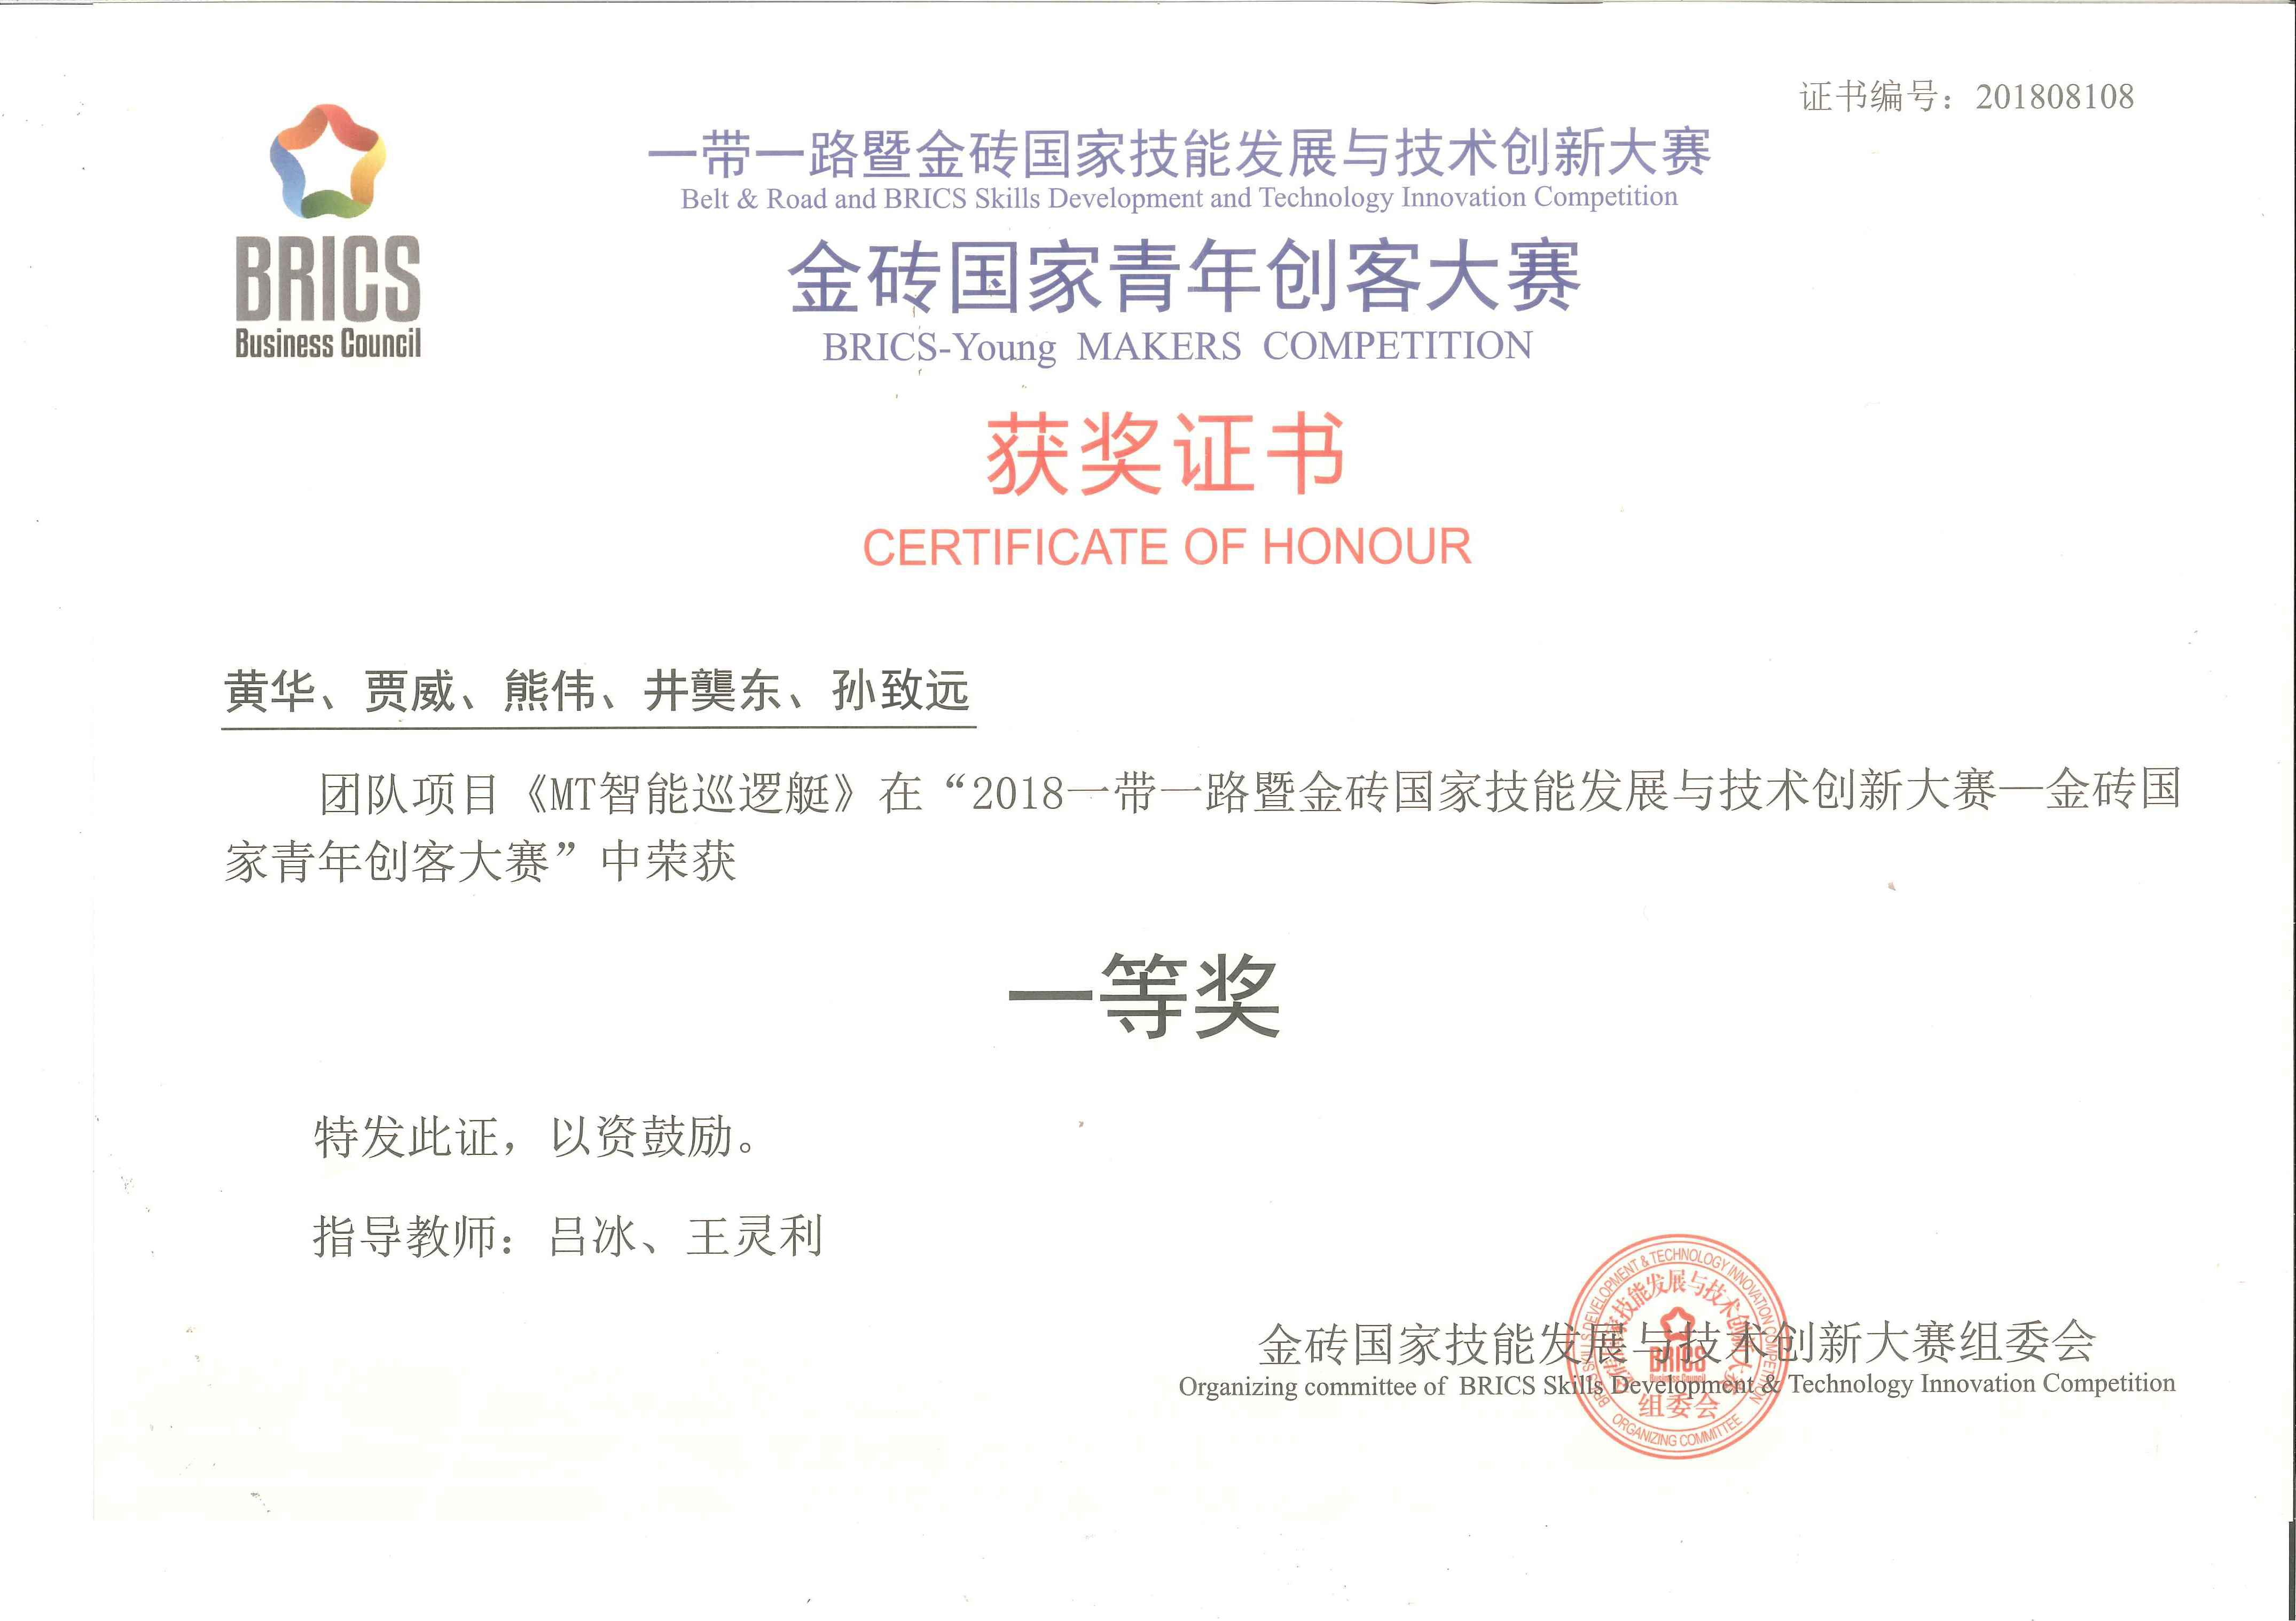 证书编号：201808108
一带一路暨金砖国家技能发展与技术创新大赛
Belt & Road and BRICS Skills Development and Technology Innovation Competition
BRICS
Business Council
金砖国家青年创客大赛
BRICS-Young MAKERS COMPETITION
获奖证书
CERTIFICATE OF HONOUR
黄华、贾威、熊伟、井龑东、孙致远
团队项目《MT智能巡逻艇》在“2018一带一路暨金砖国家技能发展与技术创新大赛—金砖国
家青年创客大赛”中荣获
一等奖
特发此证，以资鼓励。
指导教师：吕冰、王灵利
金砖国家技能发展与技术创新大赛组委会
Organizing committee of BRICS Skills Development & Technology Innovation Competition
BRICS SKILLS DEVELOPMENT & TECHNOLOGY INNOVATION COMPETITION
金砖国家技能发展与技术创新大赛
BRICS
Business Council
组委会
ORGANIZING COMMITTEE